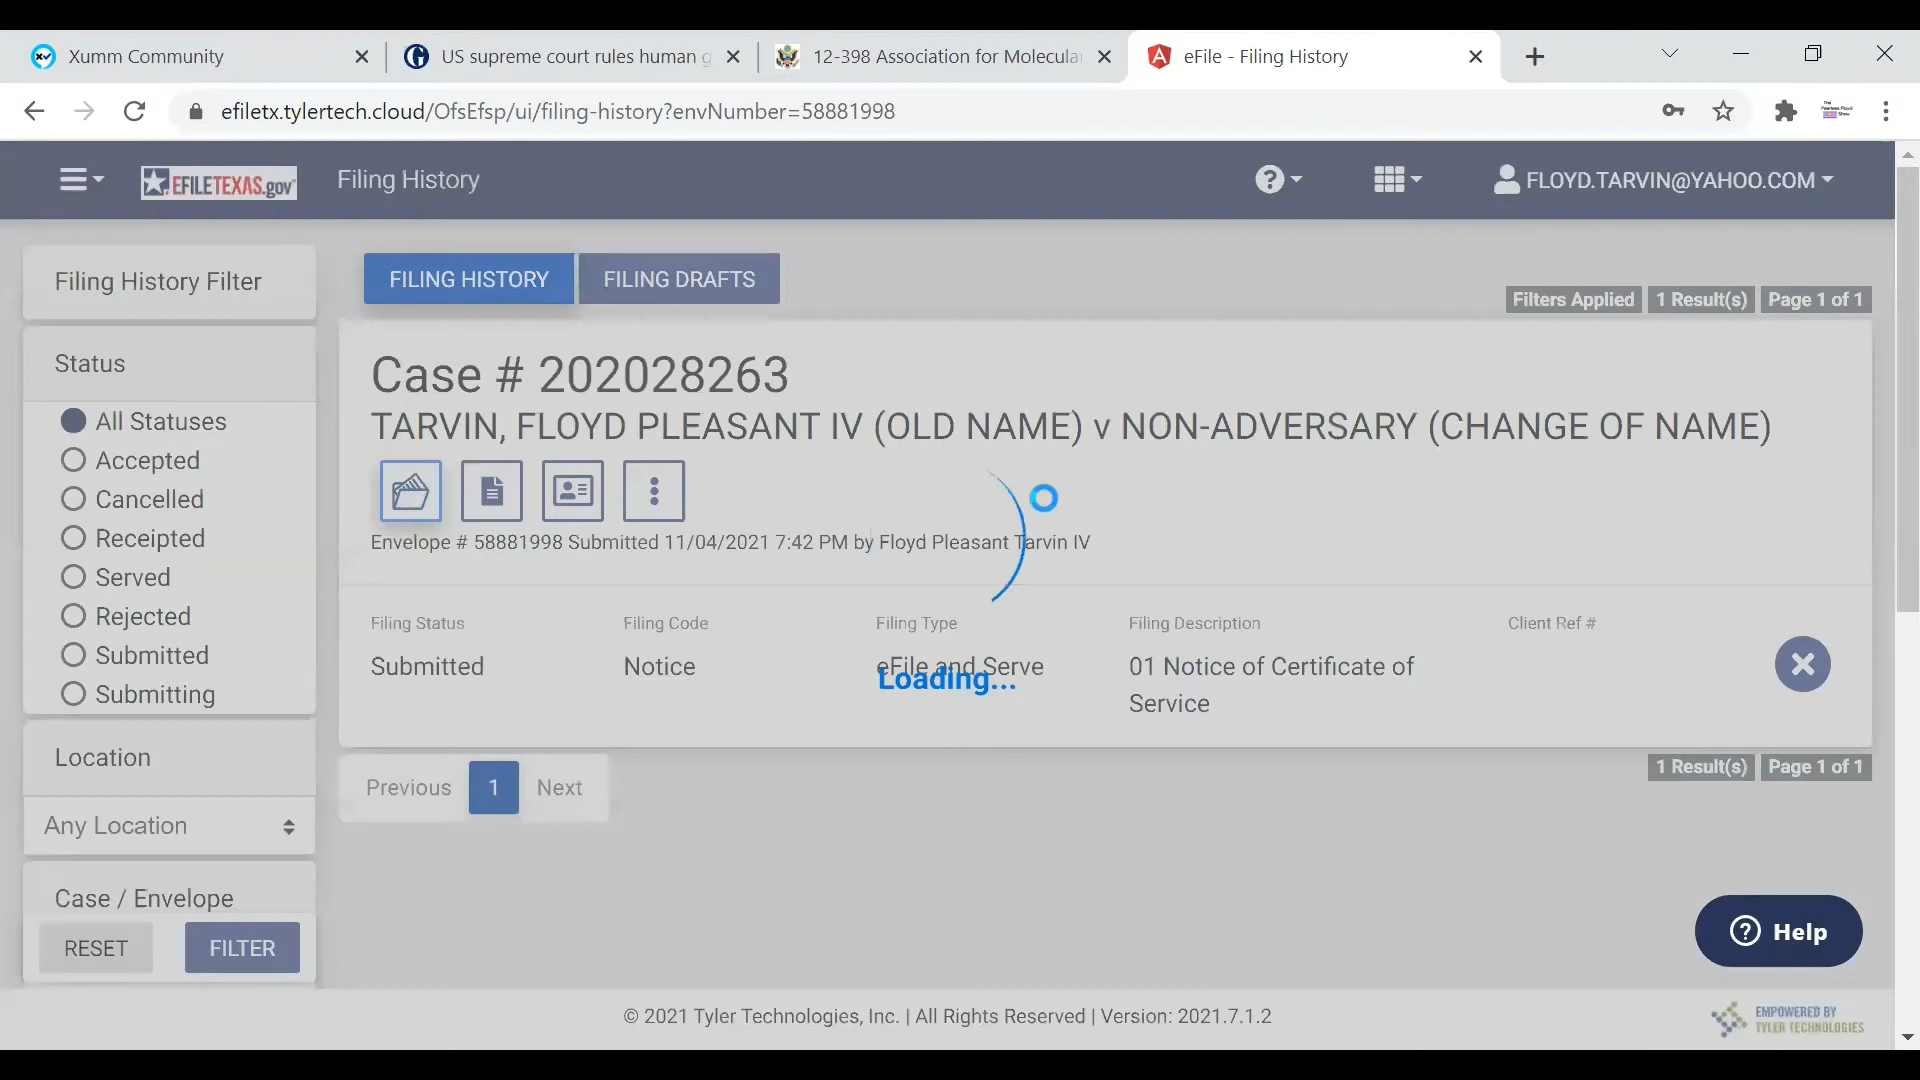 Xumm Community
US supreme court rules human g
12-398 Association for Molecula
eFile - Filing History
efiletx.tylertech.cloud/OfsEfsp/ui/filing-history?envNumber=58881998
EFILETEXAS.gov
Filing History
FLOYD.TARVIN@YAHOO.COM
Filing History Filter
FILING HISTORY
FILING DRAFTS
Filters Applied
1 Result(s)
Page 1 of 1
Status
All Statuses
Accepted
Cancelled
Receipted
Served
Rejected
Submitted
Submitting
Case # 202028263
TARVIN, FLOYD PLEASANT IV (OLD NAME) v NON-ADVERSARY (CHANGE OF NAME)
Envelope # 58881998 Submitted 11/04/2021 7:42 PM by Floyd Pleasant Tarvin IV
Filing Status
Filing Code
Filing Type
Filing Description
Client Ref #
Submitted
Notice
eFile and Serve
01 Notice of Certificate of
Service
Loading...
Location
Any Location
Previous
1
Next
1 Result(s)
Page 1 of 1
Case / Envelope
RESET
FILTER
? Help
© 2021 Tyler Technologies, Inc. | All Rights Reserved | Version: 2021.7.1.2
EMPOWERED BY
TYLER TECHNOLOGIES